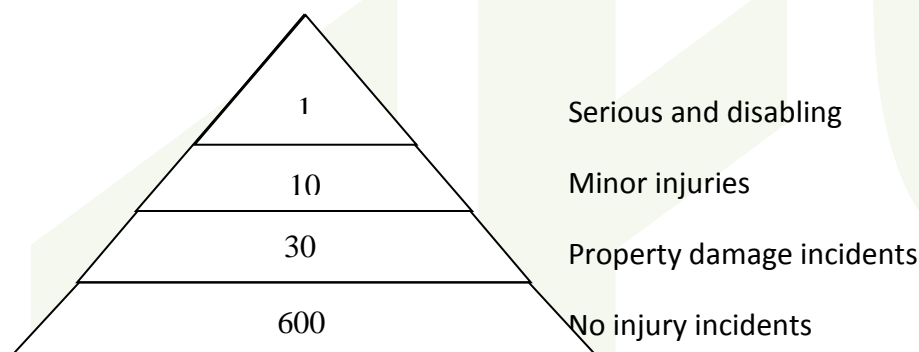 1 Serious and disabling
10 Minor injuries
30 Property damage incidents
600 No injury incidents